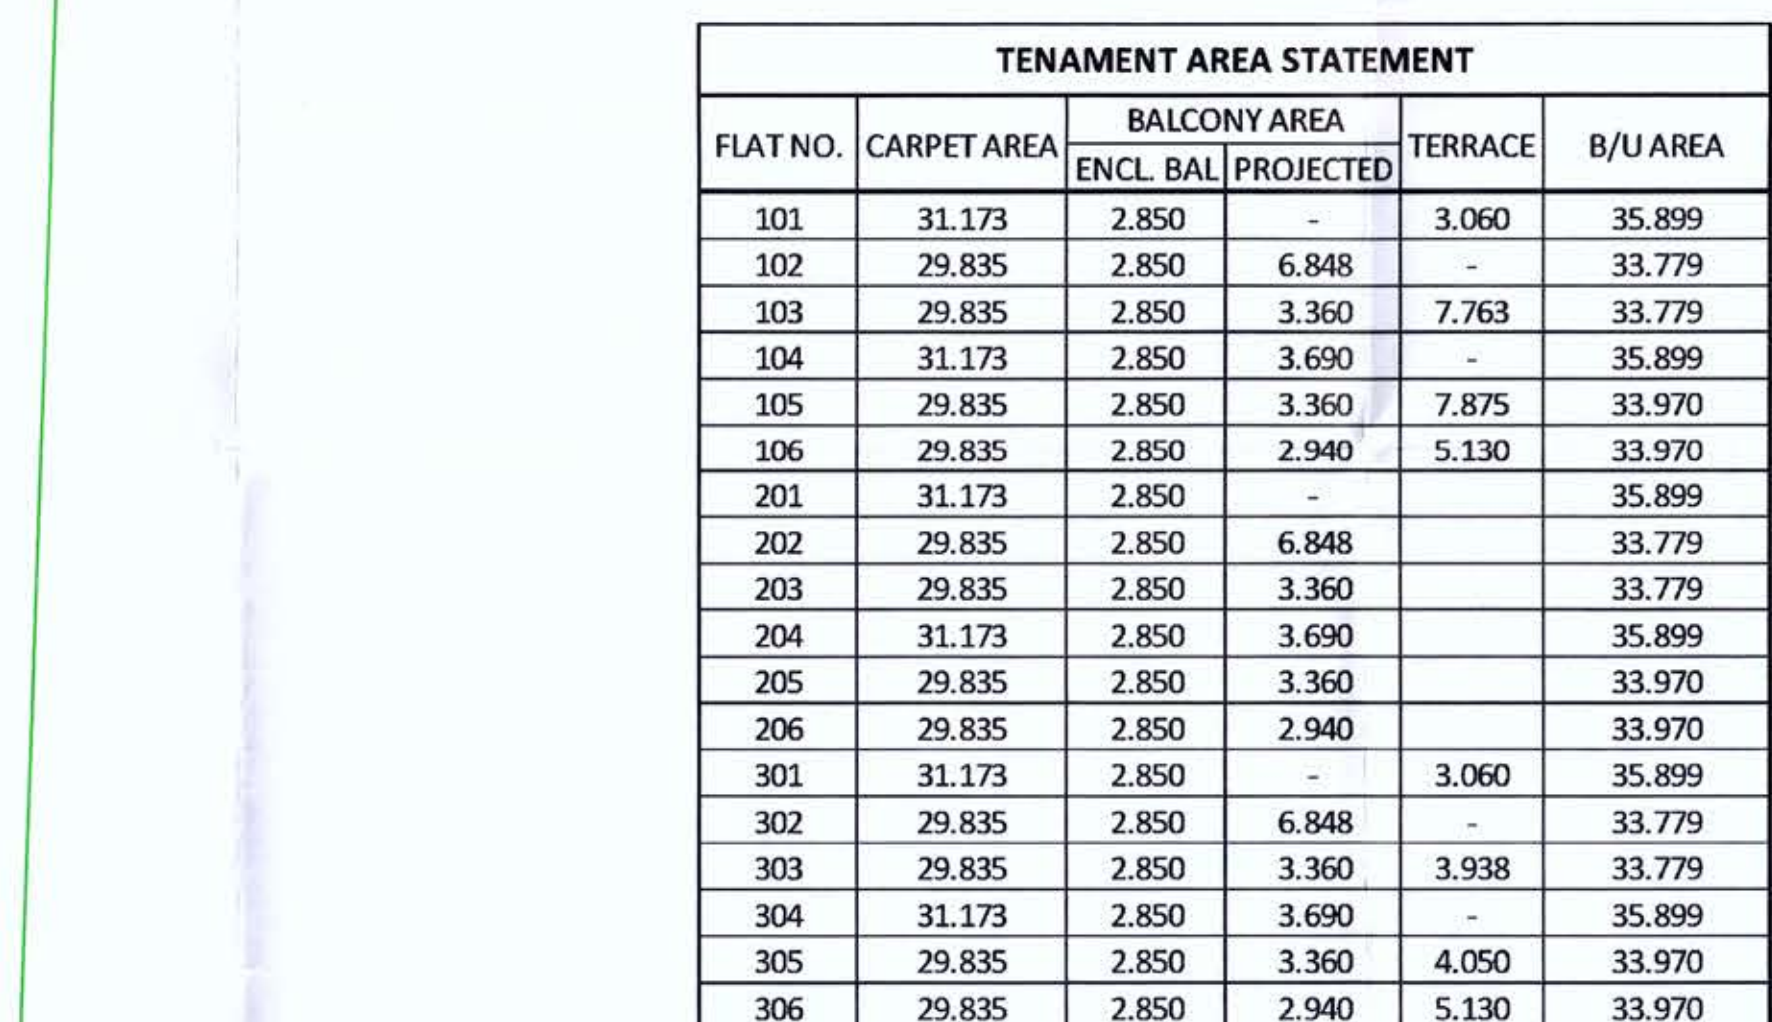 TENAMENT AREA STATEMENT
FLAT NO. CARPET AREA BALCONY AREA TERRACE B/U AREA
ENCL. BAL PROJECTED
101 31.173 2.850 - 3.060 35.899
102 29.835 2.850 6.848 - 33.779
103 29.835 2.850 3.360 7.763 33.779
104 31.173 2.850 3.690 - 35.899
105 29.835 2.850 3.360 7.875 33.970
106 29.835 2.850 2.940 5.130 33.970
201 31.173 2.850 - 35.899
202 29.835 2.850 6.848 33.779
203 29.835 2.850 3.360 33.779
204 31.173 2.850 3.690 35.899
205 29.835 2.850 3.360 33.970
206 29.835 2.850 2.940 33.970
301 31.173 2.850 - 3.060 35.899
302 29.835 2.850 6.848 - 33.779
303 29.835 2.850 3.360 3.938 33.779
304 31.173 2.850 3.690 - 35.899
305 29.835 2.850 3.360 4.050 33.970
306 29.835 2.850 2.940 5.130 33.970